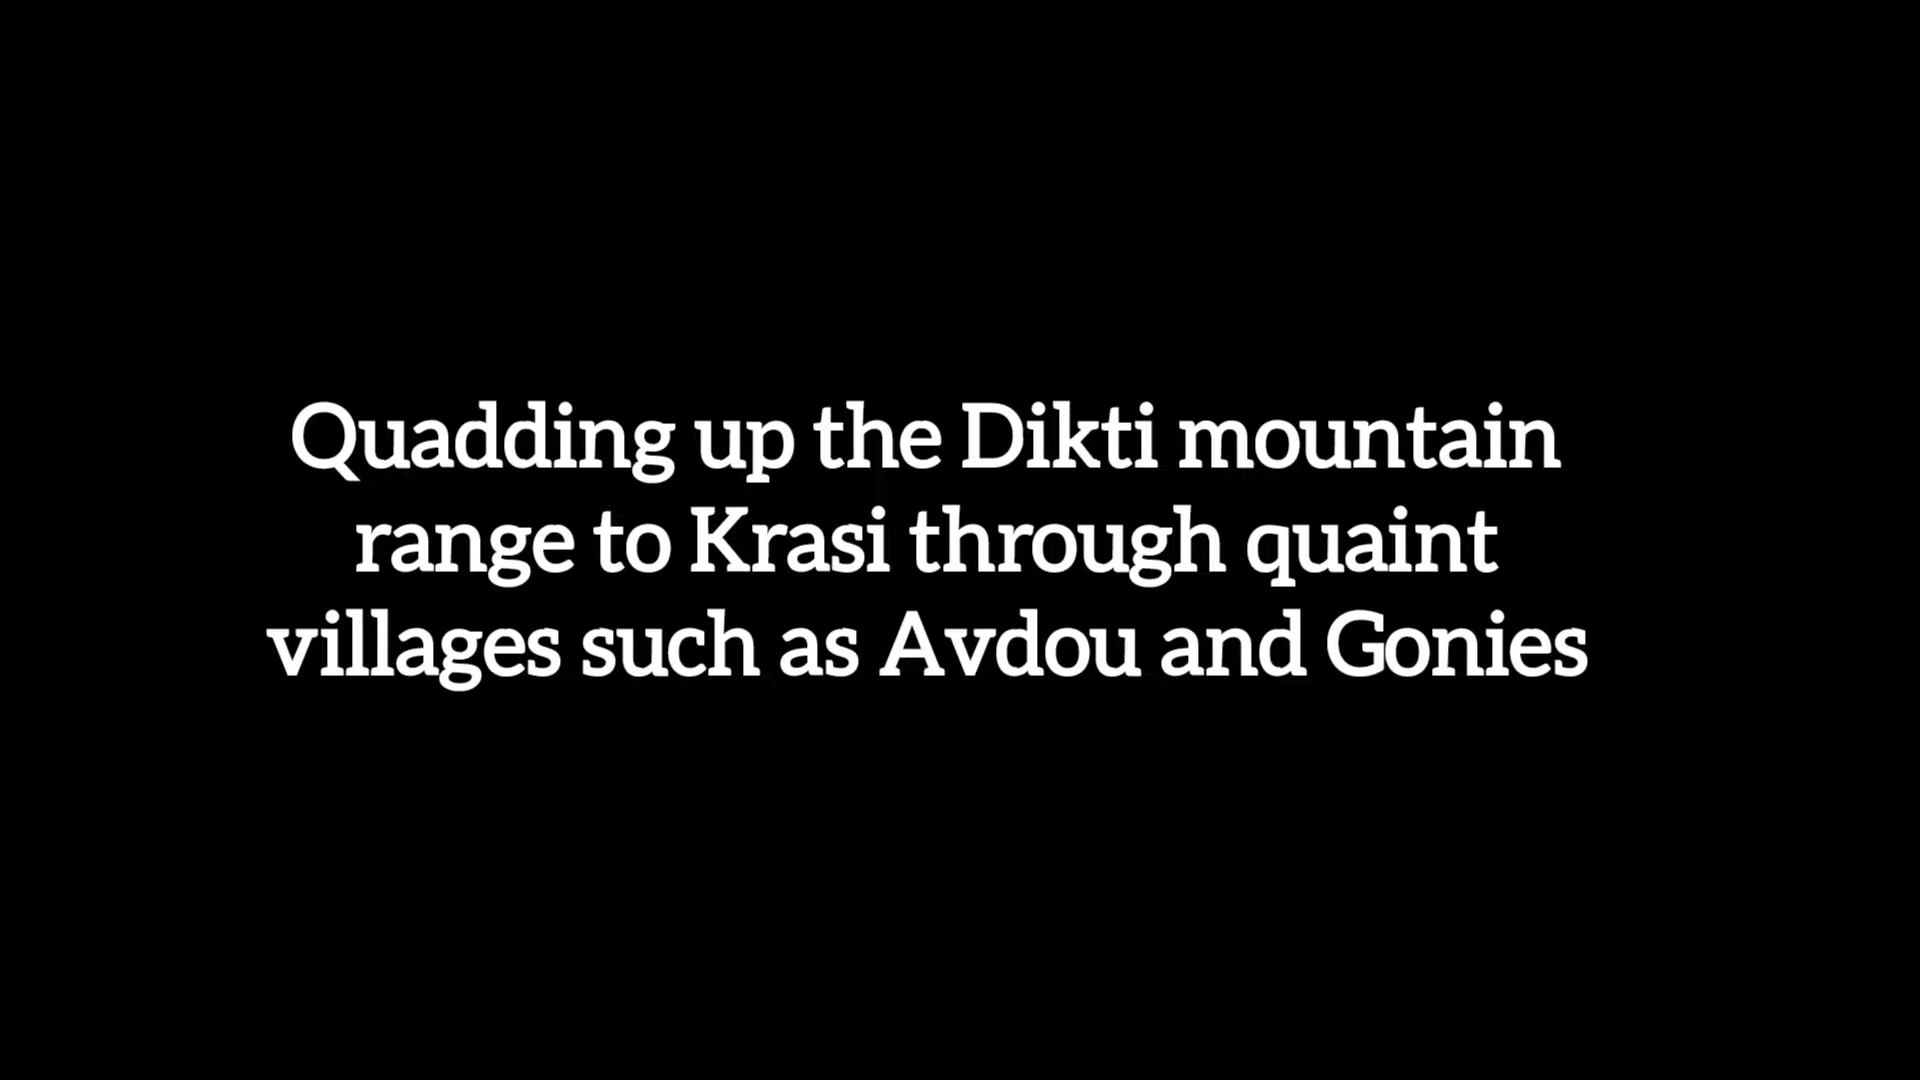 Quadding up the Dikti mountain
range to Krasi through quaint
villages such as Avdou and Gonies